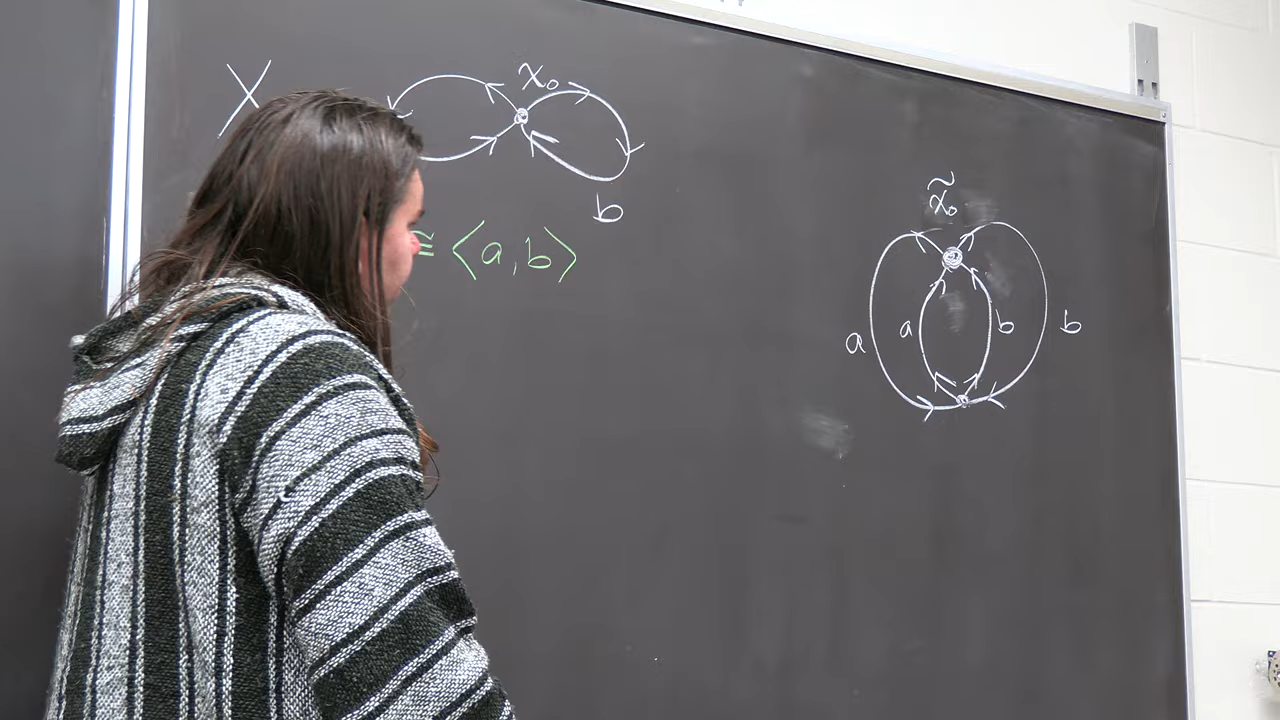 X
x₀
b
≅ ⟨a, b⟩
x̃₀
a a b b